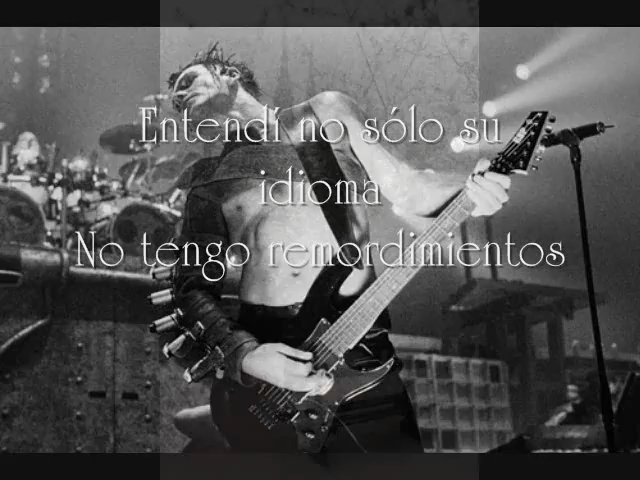 Entendí no sólo su
idioma
No tengo remordimientos